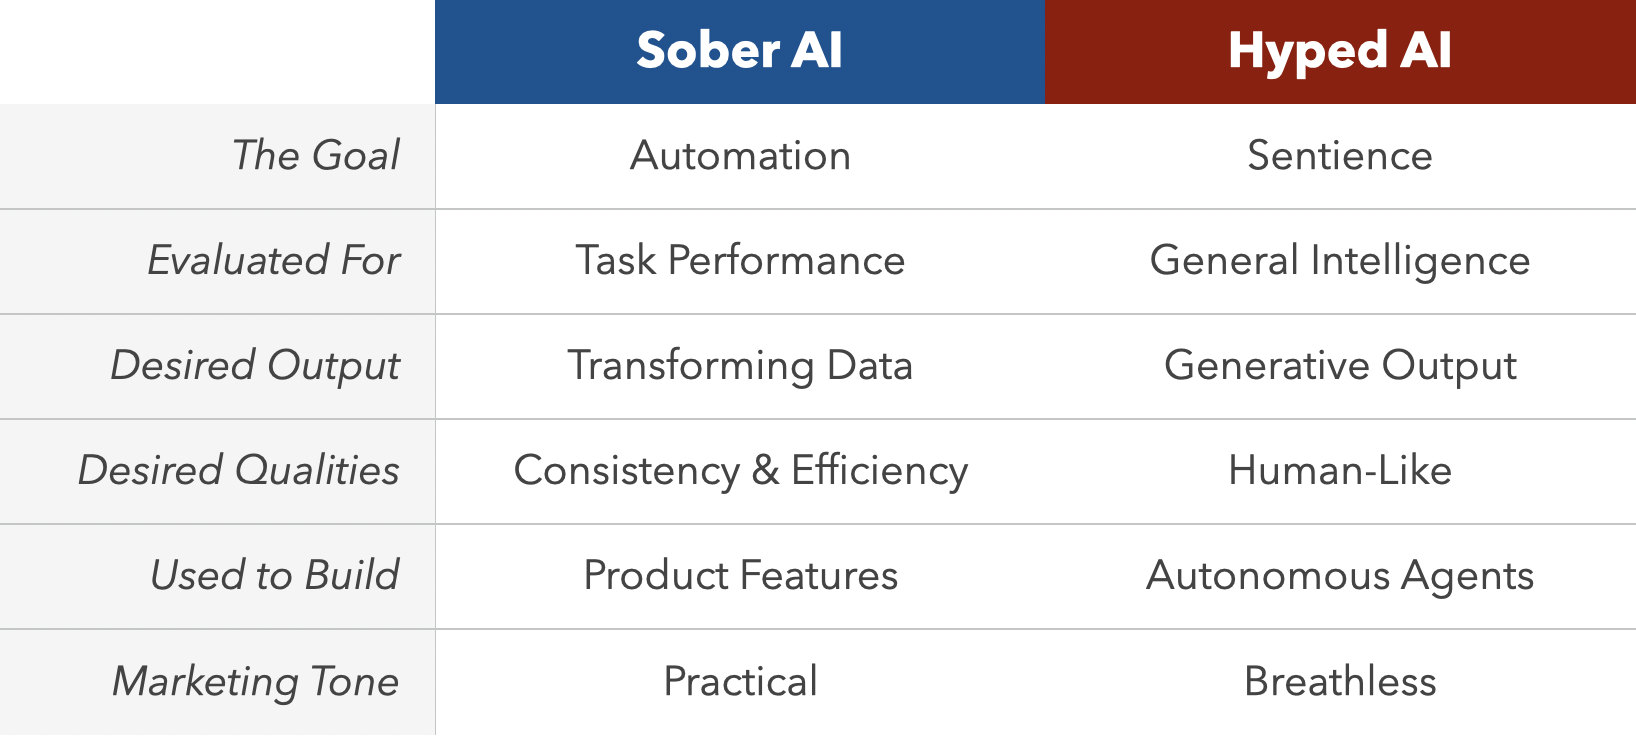 Sober AI Hyped AI
The Goal Automation Sentience
Evaluated For Task Performance General Intelligence
Desired Output Transforming Data Generative Output
Desired Qualities Consistency & Efficiency Human-Like
Used to Build Product Features Autonomous Agents
Marketing Tone Practical Breathless